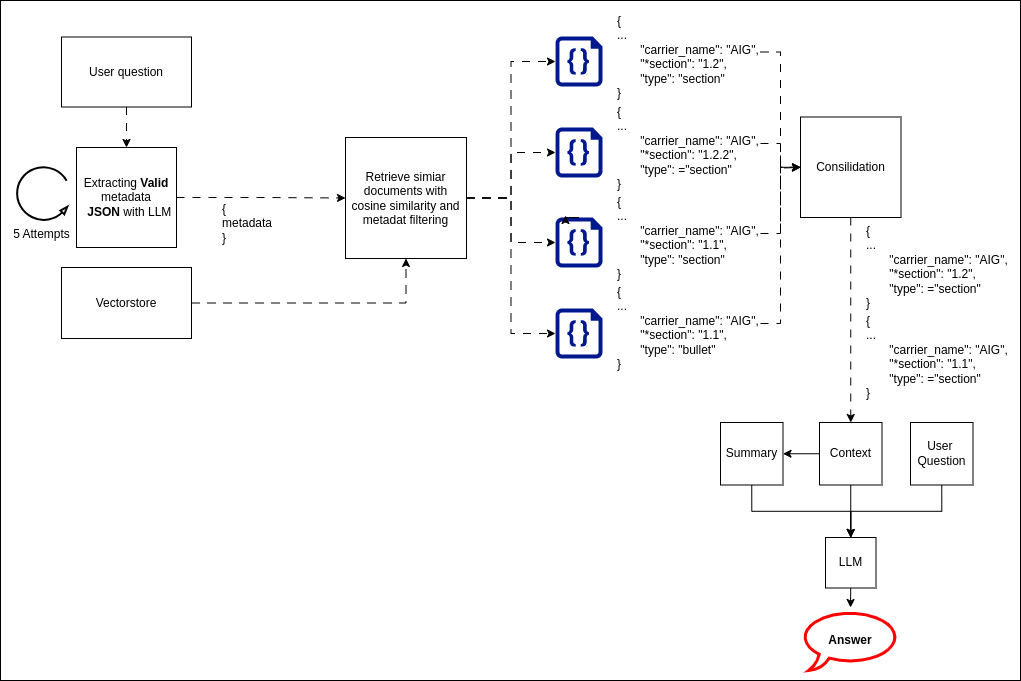 User question
Extracting Valid
metadata
JSON with LLM
5 Attempts
{
metadata
}
Vectorstore
Retrieve simiar
documents with
cosine similarity and
metadat filtering
{}
{
...
"carrier_name": "AIG",
"*section": "1.2",
"type": "section"
}
{}
{
...
"carrier_name": "AIG",
"*section": "1.2.2",
"type": ="section"
}
{}
{
...
"carrier_name": "AIG",
"*section": "1.1",
"type": "section"
}
{}
{
...
"carrier_name": "AIG",
"*section": "1.1",
"type": "bullet"
}
Consilidation
{
...
"carrier_name": "AIG",
"*section": "1.2",
"type": ="section"
}
{
...
"carrier_name": "AIG",
"*section": "1.1",
"type": ="section"
}
Summary
Context
User
Question
LLM
Answer